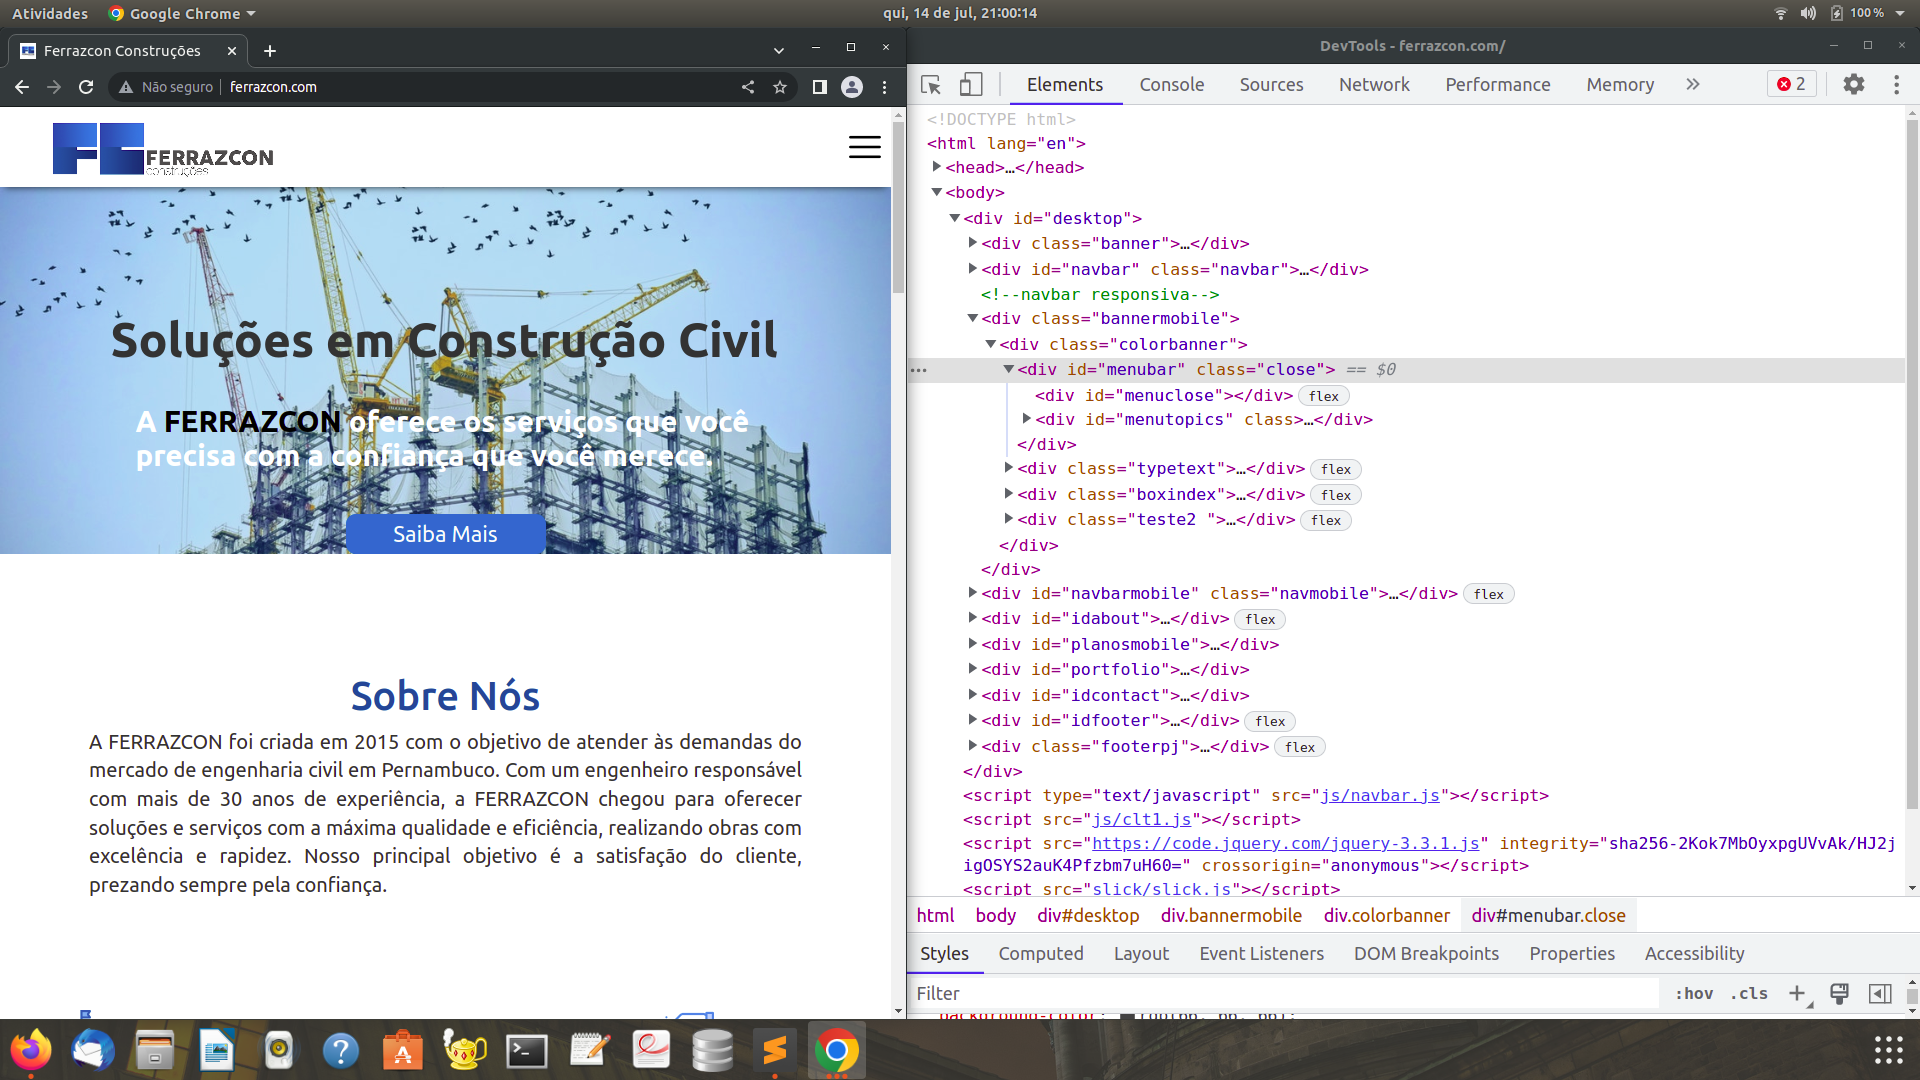 Atividades
Google Chrome
qui, 14 de jul, 21:00:14
100 %
Ferrazcon Construções
Não seguro
ferrazcon.com
FERRAZCON
construções
Soluções em Construção Civil
A FERRAZCON oferece os serviços que você
precisa com a confiança que você merece.
Saiba Mais
Sobre Nós
A FERRAZCON foi criada em 2015 com o objetivo de atender às demandas do
mercado de engenharia civil em Pernambuco. Com um engenheiro responsável
com mais de 30 anos de experiência, a FERRAZCON chegou para oferecer
soluções e serviços com a máxima qualidade e eficiência, realizando obras com
excelência e rapidez. Nosso principal objetivo é a satisfação do cliente,
prezando sempre pela confiança.
DevTools - ferrazcon.com/
Elements Console Sources Network Performance Memory » 2
<!DOCTYPE html>
<html lang="en">
<head>…</head>
<body>
<div id="desktop">
<div class="banner">…</div>
<div id="navbar" class="navbar">…</div>
<!--navbar responsiva-->
<div class="bannermobile">
<div class="colorbanner">
<div id="menubar" class="close"> == $0
<div id="menuclose"></div> flex
<div id="menutopics" class>…</div>
</div>
<div class="typetext">…</div> flex
<div class="boxindex">…</div> flex
<div class="teste2 ">…</div> flex
</div>
</div>
<div id="navbarmobile" class="navmobile">…</div> flex
<div id="idabout">…</div> flex
<div id="planosmobile">…</div>
<div id="portfolio">…</div>
<div id="idcontact">…</div>
<div id="idfooter">…</div> flex
<div class="footerpj">…</div> flex
</div>
<script type="text/javascript" src="js/navbar.js"></script>
<script src="js/clt1.js"></script>
<script src="https://code.jquery.com/jquery-3.3.1.js" integrity="sha256-2Kok7MbOyxpgUVvAk/HJ2j
igOSYS2auK4Pfzbm7uH60=" crossorigin="anonymous"></script>
<script src="slick/slick.js"></script>
html body div#desktop div.bannermobile div.colorbanner div#menubar.close
Styles Computed Layout Event Listeners DOM Breakpoints Properties Accessibility
Filter
:hov .cls
background-color: